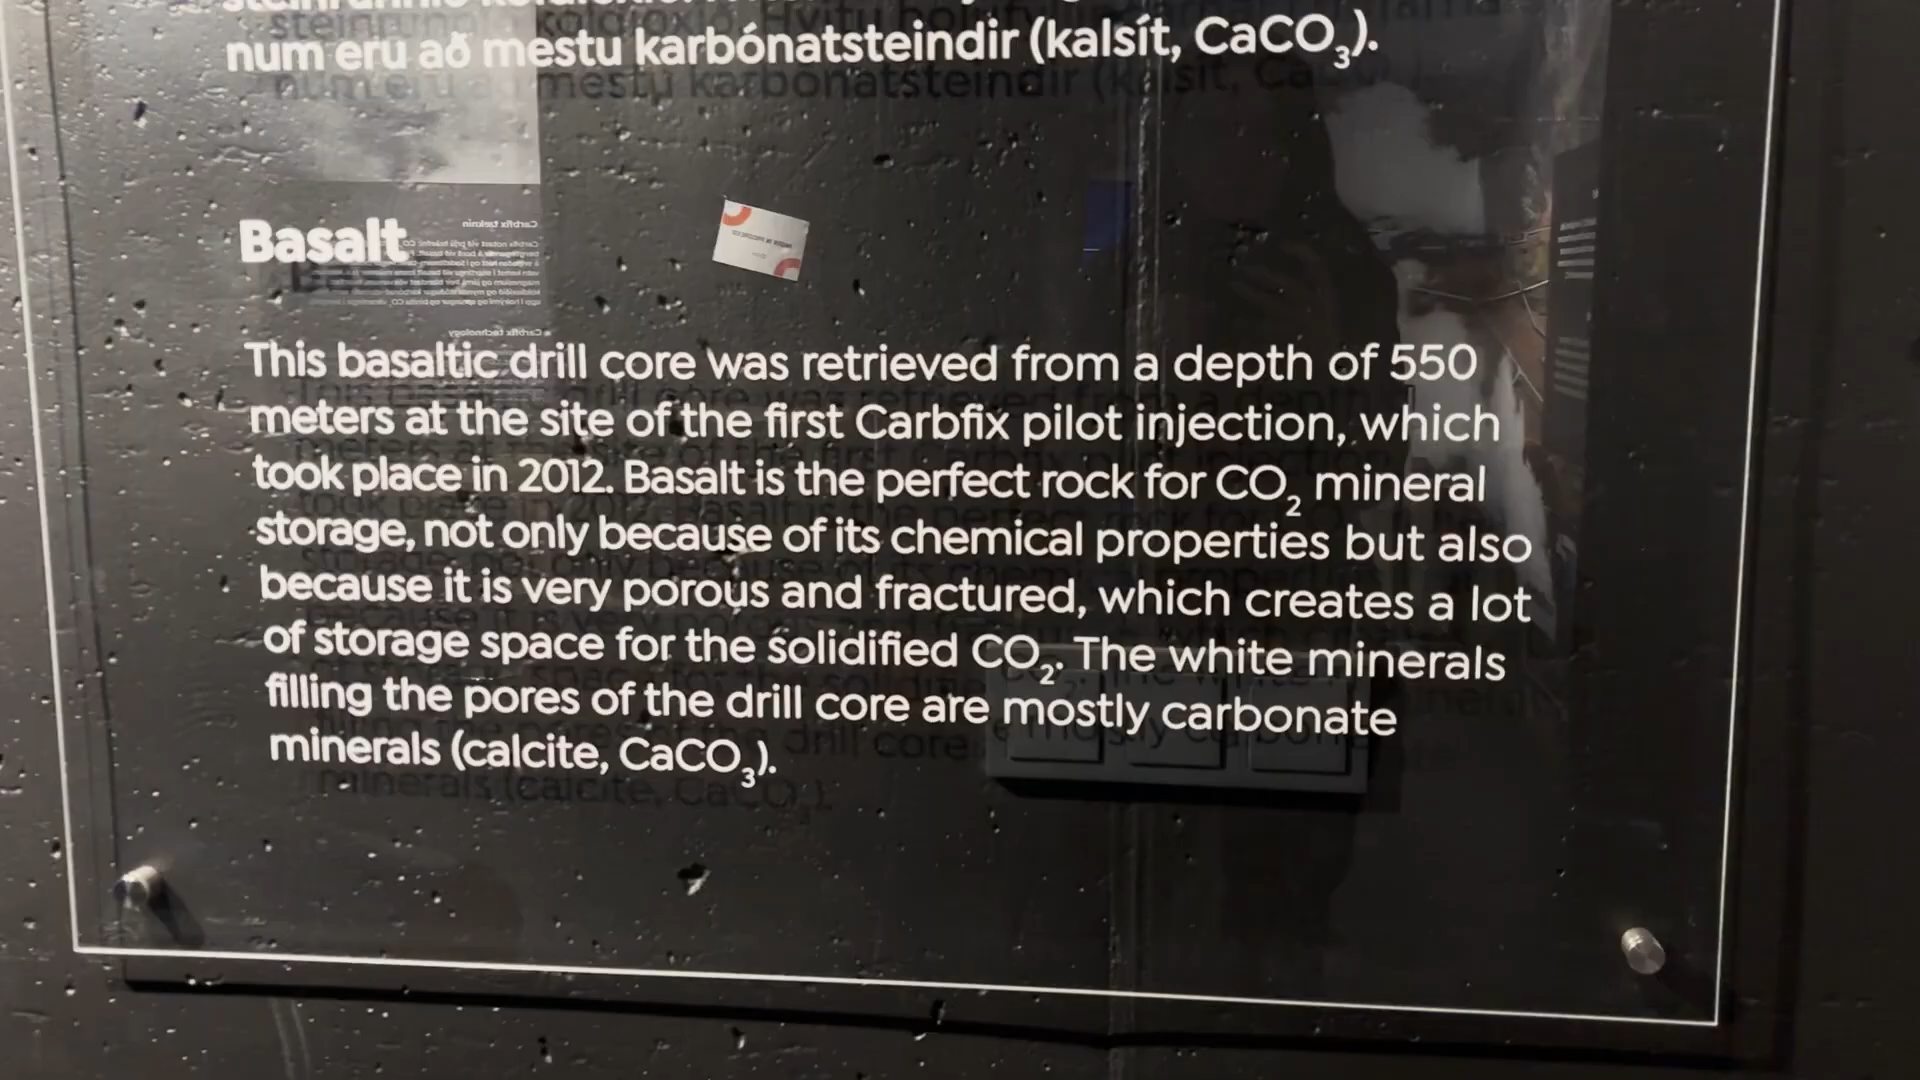 num eru að mestu karbónatsteindir (kalsít, CaCO₃).
Basalt
This basaltic drill core was retrieved from a depth of 550
meters at the site of the first Carbfix pilot injection, which
took place in 2012. Basalt is the perfect rock for CO₂ mineral
storage, not only because of its chemical properties but also
because it is very porous and fractured, which creates a lot
of storage space for the solidified CO₂. The white minerals
filling the pores of the drill core are mostly carbonate
minerals (calcite, CaCO₃).
Carbfix tæknin
Carbfix technology